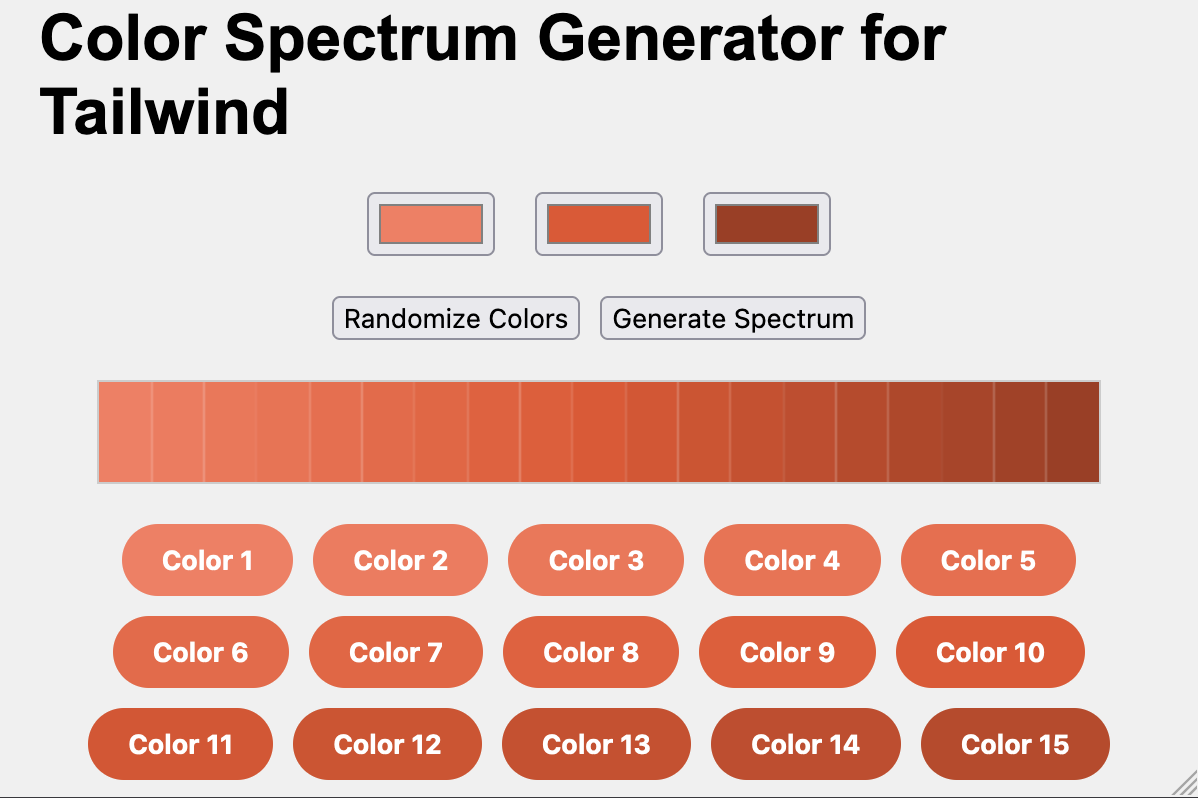 Color Spectrum Generator for
Tailwind
Randomize Colors Generate Spectrum
Color 1 Color 2 Color 3 Color 4 Color 5
Color 6 Color 7 Color 8 Color 9 Color 10
Color 11 Color 12 Color 13 Color 14 Color 15